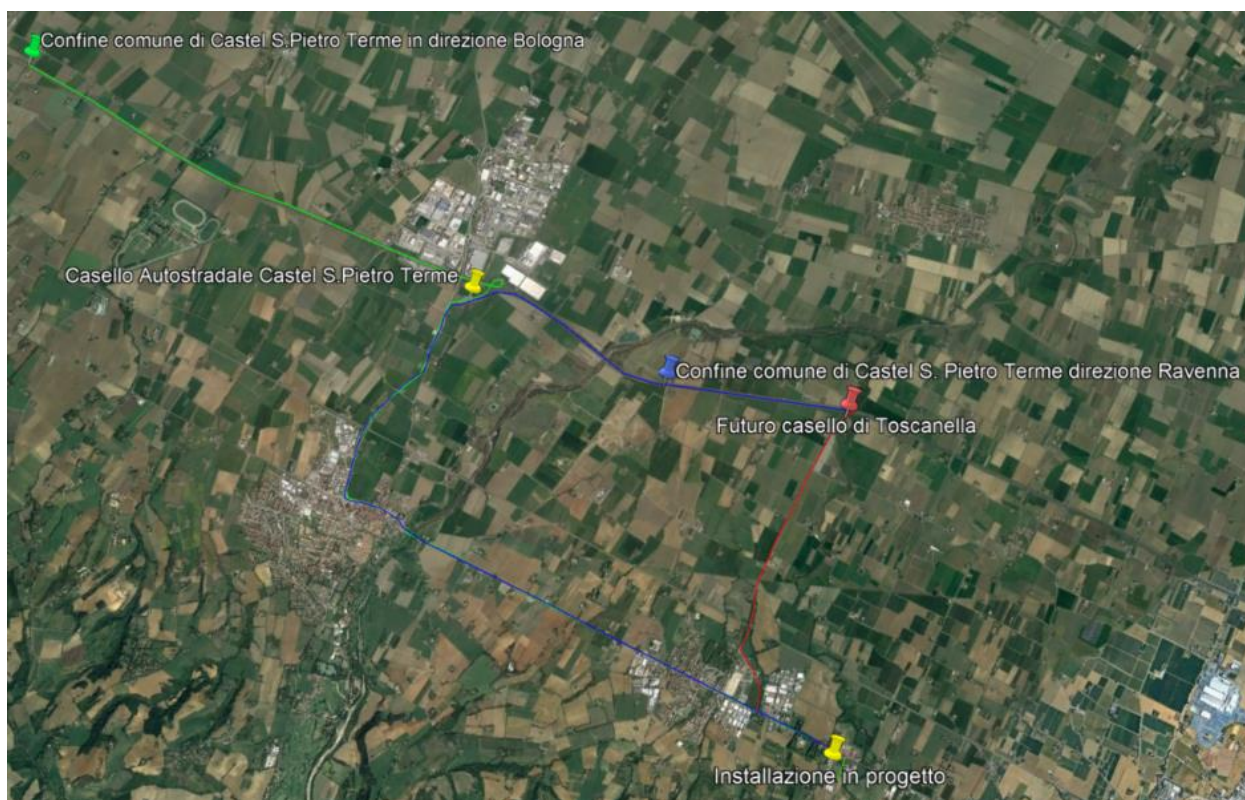 Confine comune di Castel S.Pietro Terme in direzione Bologna
Casello Autostradale Castel S.Pietro Terme
Confine comune di Castel S. Pietro Terme direzione Ravenna
Futuro casello di Toscanella
Installazione in progetto